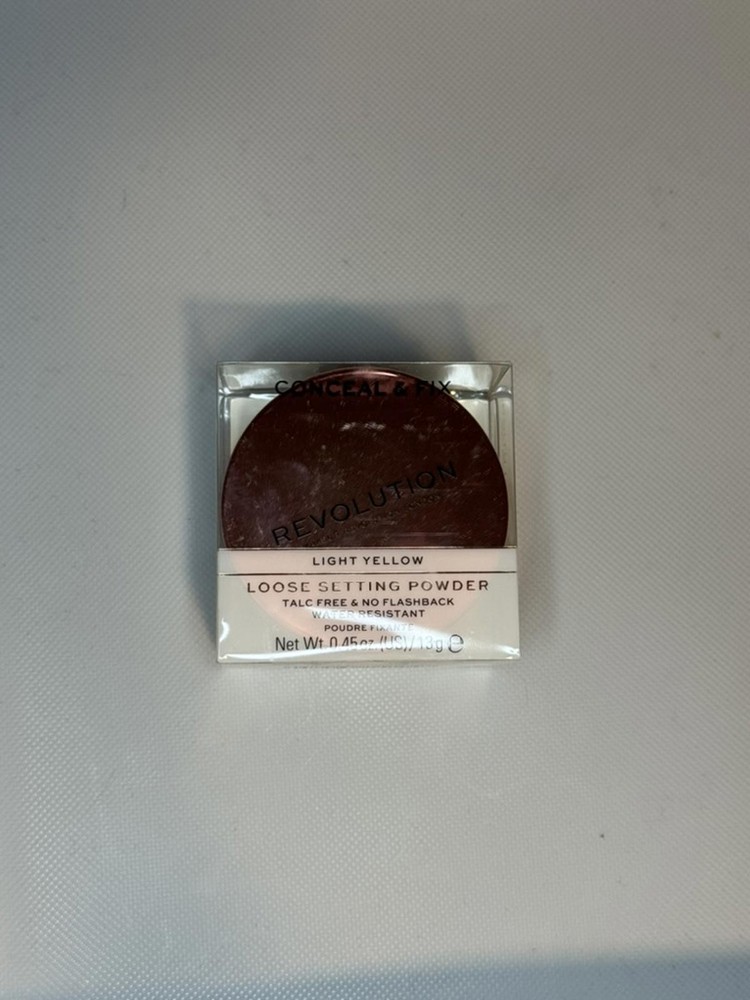 CONCEAL & FIX
REVOLUTION
LIGHT YELLOW
LOOSE SETTING POWDER
TALC FREE & NO FLASHBACK
WATER RESISTANT
POUDRE FIXANTE
Net Wt. 0.45oz.(US)/13g ℮